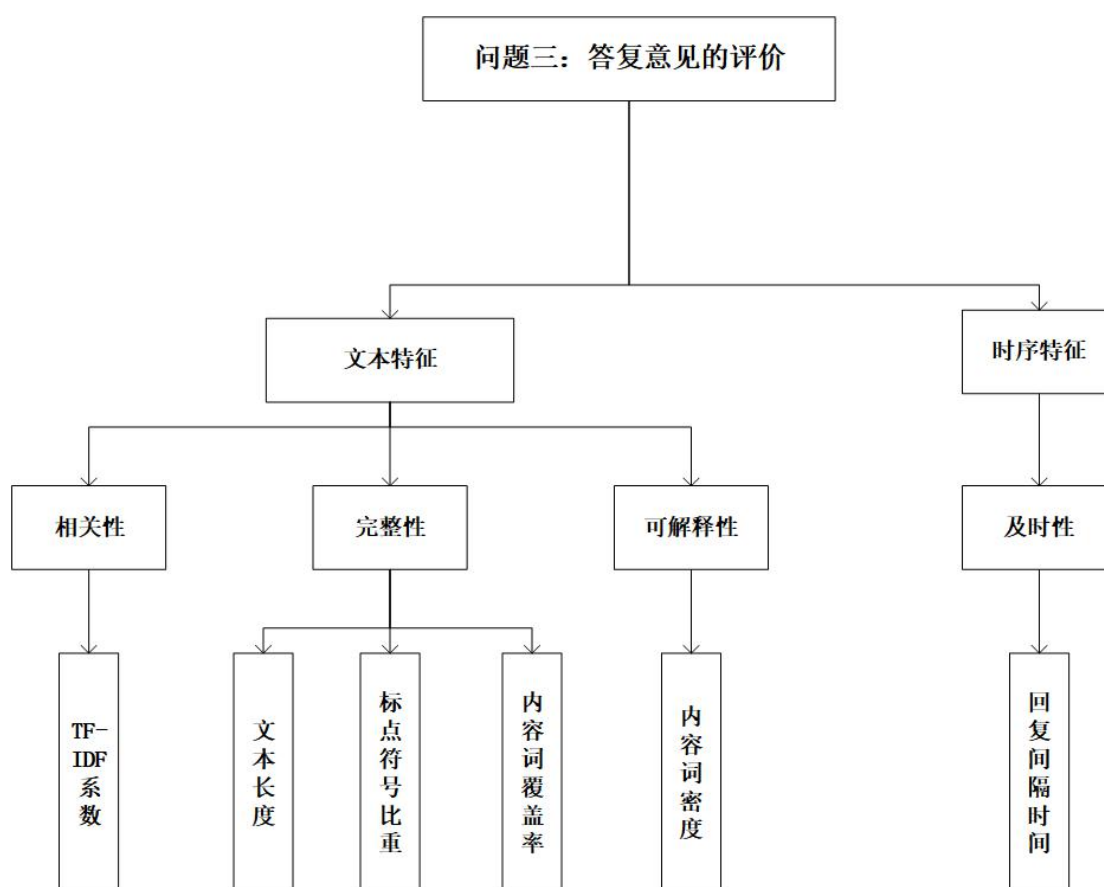 问题三：答复意见的评价
文本特征
时序特征
相关性
完整性
可解释性
及时性
TF-
IDF
系数
文本长度
标点符号比重
内容词覆盖率
内容词密度
回复间隔时间